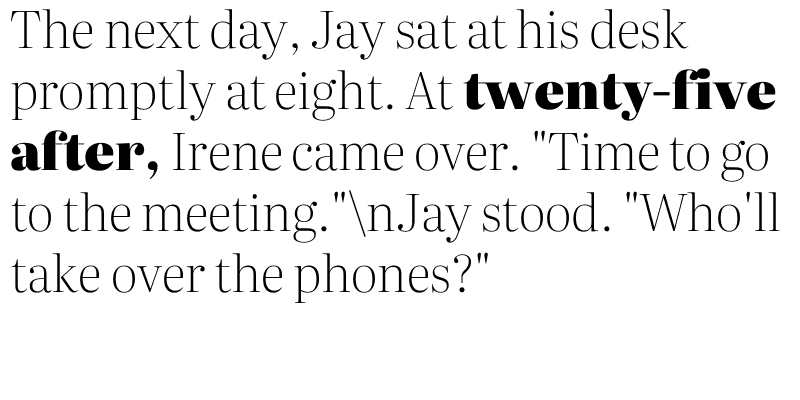 The next day, Jay sat at his desk
promptly at eight. At twenty-five
after, Irene came over. "Time to go
to the meeting."\nJay stood. "Who'll
take over the phones?"